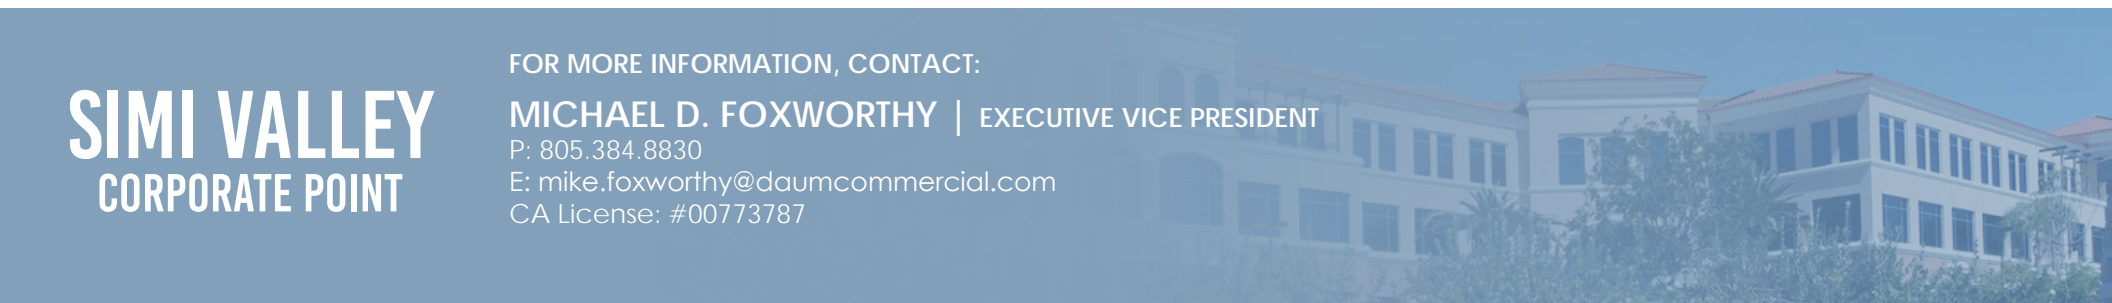 SIMI VALLEY
CORPORATE POINT
FOR MORE INFORMATION, CONTACT:
MICHAEL D. FOXWORTHY | EXECUTIVE VICE PRESIDENT
P: 805.384.8830
E: mike.foxworthy@daumcommercial.com
CA License: #00773787